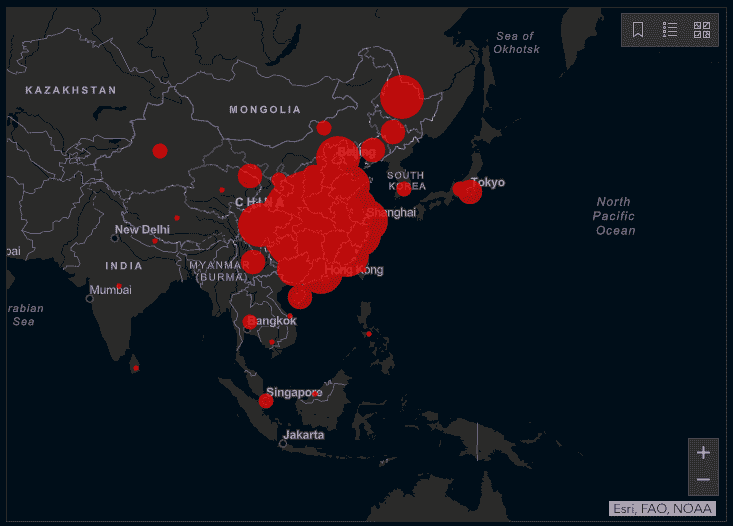 Sea of
Okhotsk
KAZAKHSTAN
MONGOLIA
Beijing
SOUTH
KOREA
Tokyo
CHINA
Shanghai
North
Pacific
Ocean
New Delhi
INDIA
MYANMAR
(BURMA)
Hong Kong
bai
Mumbai
rabian
Sea
Bangkok
Singapore
Jakarta
+
−
Esri, FAO, NOAA